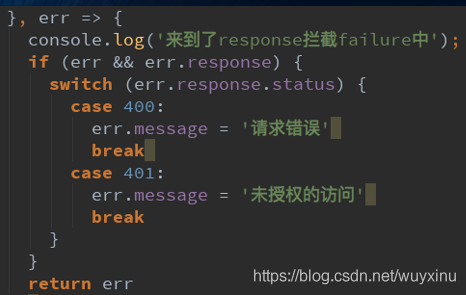 }, err => {
console.log('来到了response拦截failure中');
if (err && err.response) {
switch (err.response.status) {
case 400:
err.message = '请求错误'
break
case 401:
err.message = '未授权的访问'
break
}
}
return err
https://blog.csdn.net/wuyxinu